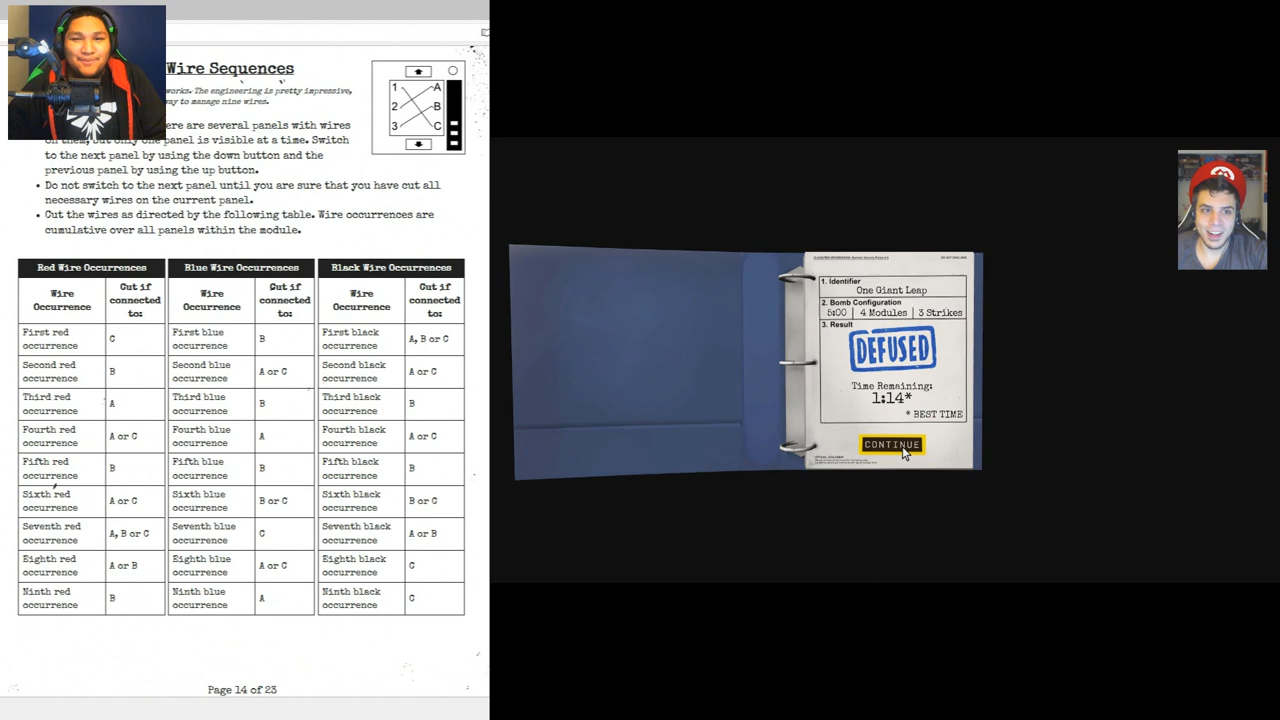 Wire Sequences
works. The engineering is pretty impressive,
way to manage nine wires.
ere are several panels with wires
on them, but only one panel is visible at a time. Switch
to the next panel by using the down button and the
previous panel by using the up button.
Do not switch to the next panel until you are sure that you have cut all
necessary wires on the current panel.
Cut the wires as directed by the following table. Wire occurrences are
cumulative over all panels within the module.
1 A
2 B
3 C
Red Wire Occurrences
Wire Occurrence
Cut if connected to:
First red occurrence C
Second red occurrence B
Third red occurrence A
Fourth red occurrence A or C
Fifth red occurrence B
Sixth red occurrence A or C
Seventh red occurrence A, B or C
Eighth red occurrence A or B
Ninth red occurrence B
Blue Wire Occurrences
Wire Occurrence
Cut if connected to:
First blue occurrence B
Second blue occurrence A or C
Third blue occurrence B
Fourth blue occurrence A
Fifth blue occurrence B
Sixth blue occurrence B or C
Seventh blue occurrence C
Eighth blue occurrence A or C
Ninth blue occurrence A
Black Wire Occurrences
Wire Occurrence
Cut if connected to:
First black occurrence A, B or C
Second black occurrence A or C
Third black occurrence B
Fourth black occurrence A or C
Fifth black occurrence B
Sixth black occurrence B or C
Seventh black occurrence A or B
Eighth black occurrence C
Ninth black occurrence C
Page 14 of 23
1. Identifier
One Giant Leap
2. Bomb Configuration
5:00 | 4 Modules | 3 Strikes
3. Result
DEFUSED
Time Remaining:
1:14*
* BEST TIME
CONTINUE